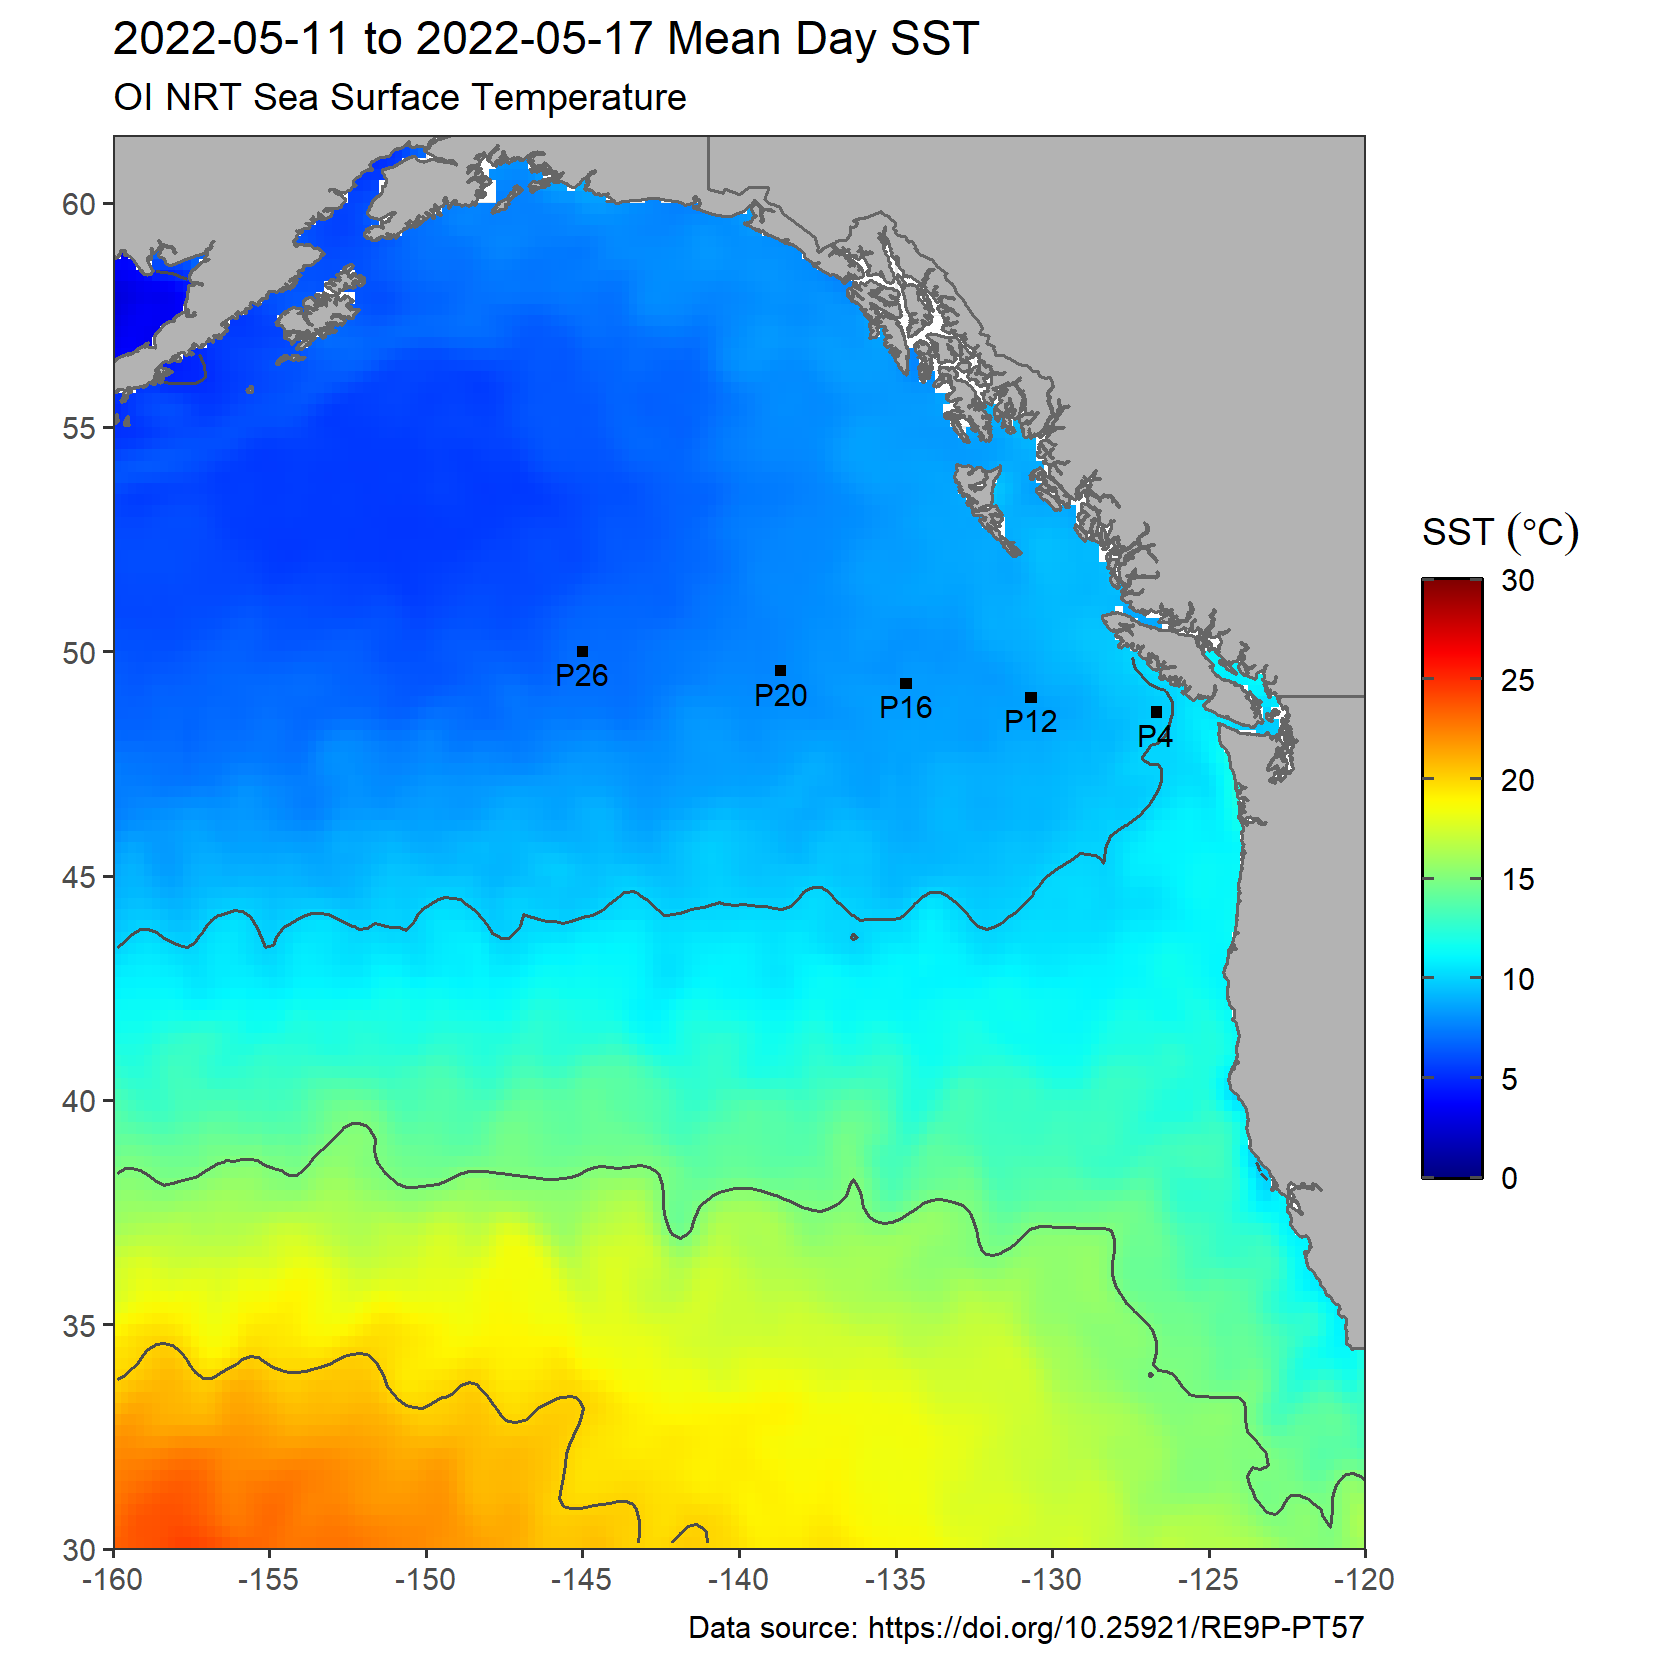 2022-05-11 to 2022-05-17 Mean Day SST
OI NRT Sea Surface Temperature
60
55
50
45
40
35
30
P26
P20
P16
P12
P4
-160
-155
-150
-145
-140
-135
-130
-125
-120
SST (°C)
30
25
20
15
10
5
0
Data source: https://doi.org/10.25921/RE9P-PT57